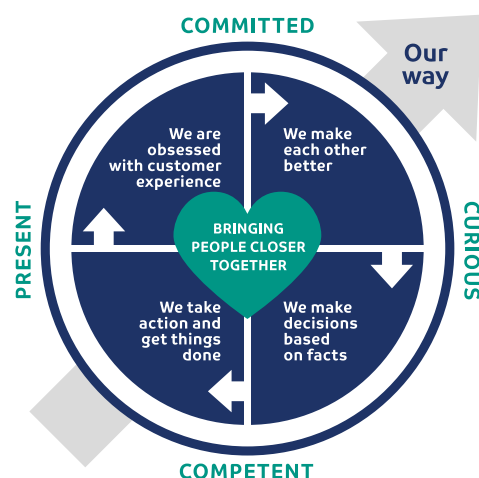 COMMITTED
Our
way
We are
obsessed
with customer
experience
We make
each other
better
PRESENT
BRINGING
PEOPLE CLOSER
TOGETHER
CURIOUS
We take
action and
get things
done
We make
decisions
based
on facts
COMPETENT